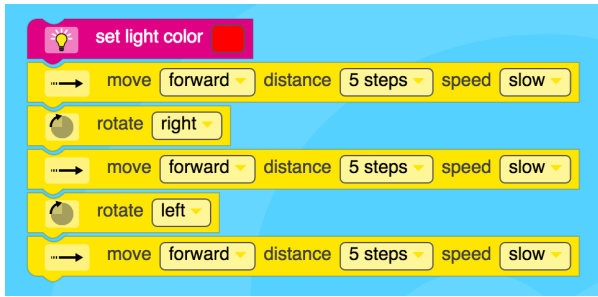 set light color
move forward distance 5 steps speed slow
rotate right
move forward distance 5 steps speed slow
rotate left
move forward distance 5 steps speed slow